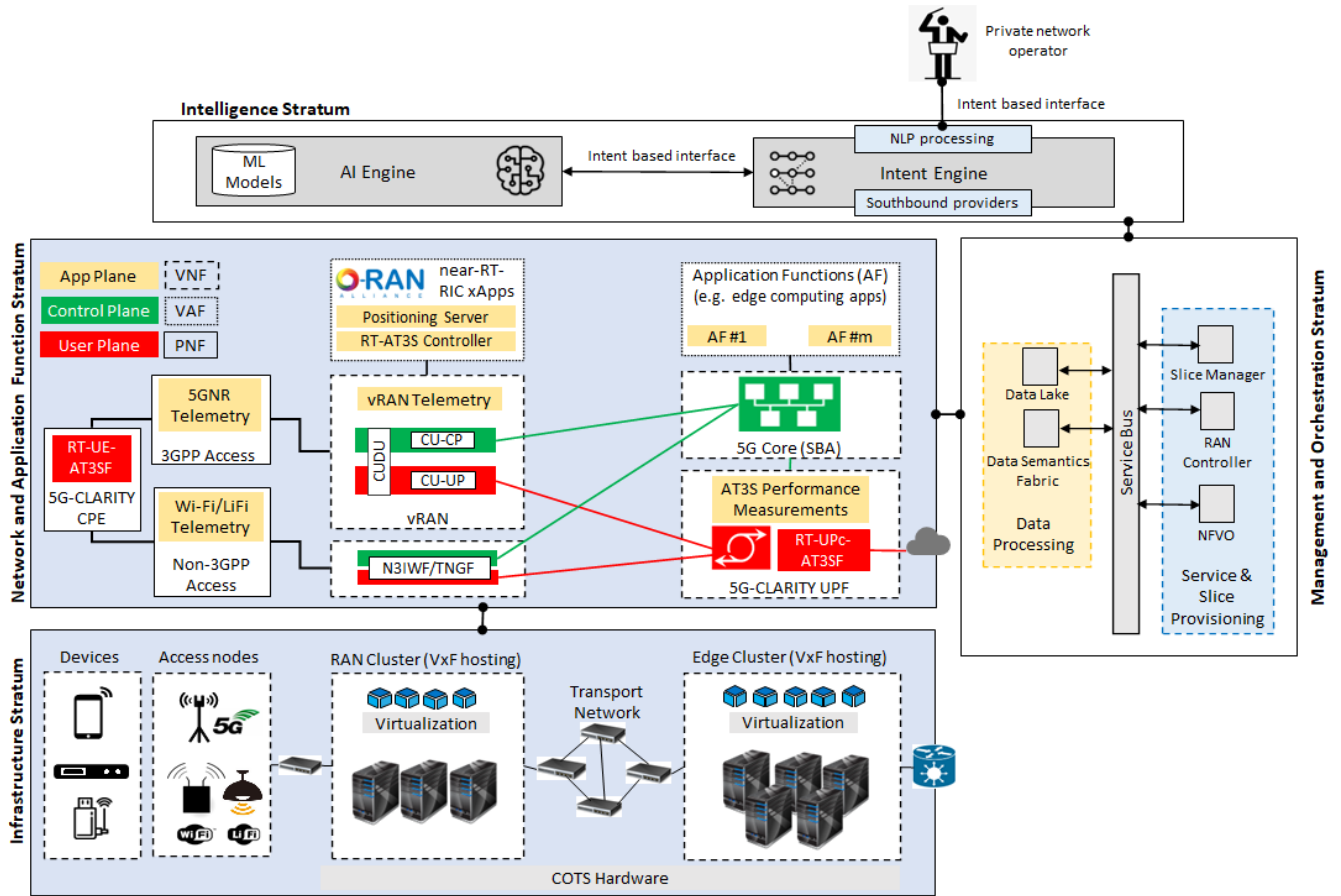 Private network
operator
Intent based interface
Intelligence Stratum
NLP processing
ML
Models
AI Engine
Intent based interface
Intent Engine
Southbound providers
Network and Application Function Stratum
App Plane
VNF
Control Plane
VAF
User Plane
PNF
O-RAN
ALLIANCE
near-RT-
RIC xApps
Positioning Server
RT-AT3S Controller
Application Functions (AF)
(e.g. edge computing apps)
AF #1
AF #m
5GNR
Telemetry
3GPP Access
RT-UE-
AT3SF
5G-CLARITY
CPE
Wi-Fi/LiFi
Telemetry
Non-3GPP
Access
vRAN Telemetry
CUDU
CU-CP
CU-UP
vRAN
N3IWF/TNGF
5G Core (SBA)
AT3S Performance
Measurements
RT-UPc-
AT3SF
5G-CLARITY UPF
Management and Orchestration Stratum
Data Lake
Data Semantics
Fabric
Data
Processing
Service Bus
Slice Manager
RAN
Controller
NFVO
Service &
Slice
Provisioning
Infrastructure Stratum
Devices
Access nodes
5G
WiFi
LiFi
RAN Cluster (VxF hosting)
Virtualization
Transport
Network
Edge Cluster (VxF hosting)
Virtualization
COTS Hardware